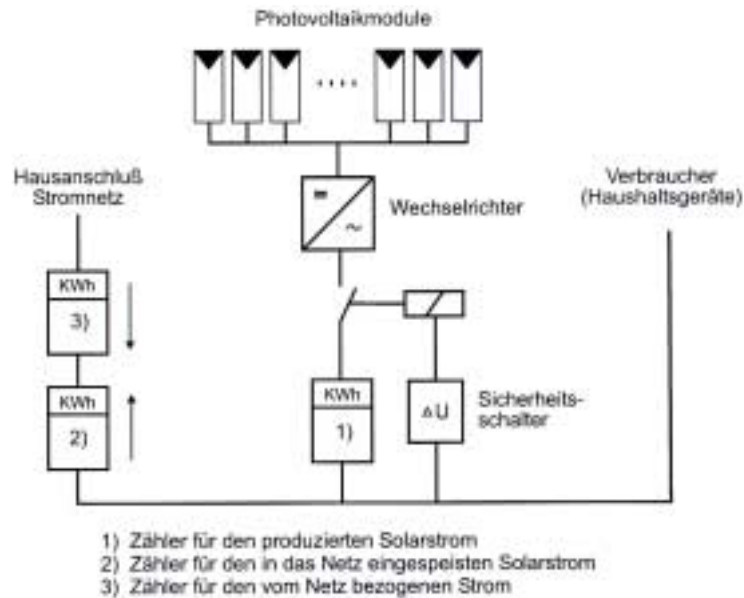 Photovoltaikmodule
Hausanschluß
Stromnetz
Wechselrichter
Verbraucher
(Haushaltsgeräte)
KWh
3)
KWh
2)
KWh
1)
ΔU
Sicherheits-
schalter
1) Zähler für den produzierten Solarstrom
2) Zähler für den in das Netz eingespeisten Solarstrom
3) Zähler für den vom Netz bezogenen Strom